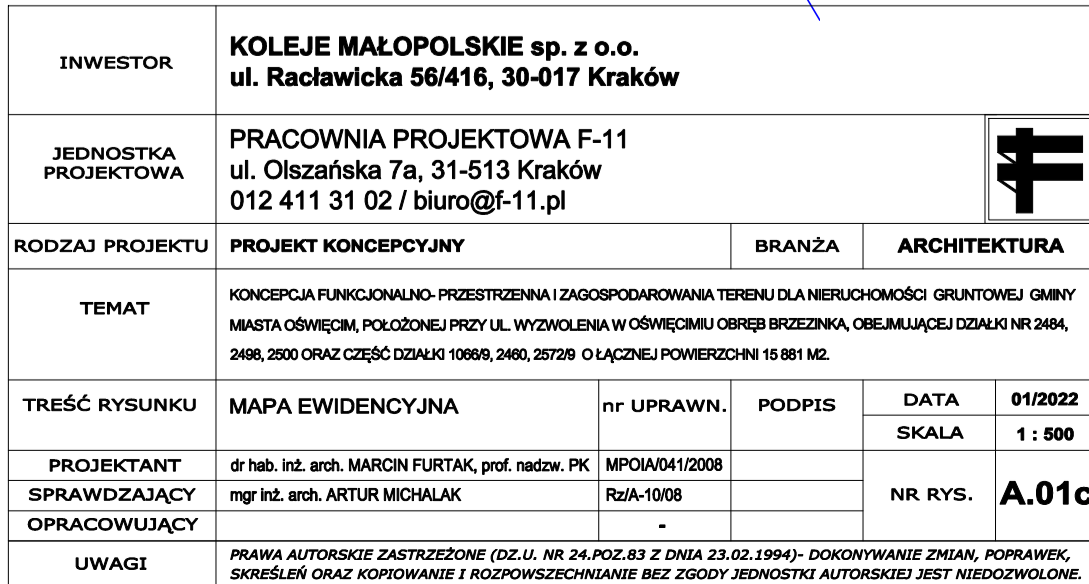 INWESTOR
KOLEJE MAŁOPOLSKIE sp. z o.o.
ul. Racławicka 56/416, 30-017 Kraków
JEDNOSTKA
PROJEKTOWA
PRACOWNIA PROJEKTOWA F-11
ul. Olszańska 7a, 31-513 Kraków
012 411 31 02 / biuro@f-11.pl
RODZAJ PROJEKTU PROJEKT KONCEPCYJNY BRANŻA ARCHITEKTURA
TEMAT
KONCEPCJA FUNKCJONALNO- PRZESTRZENNA I ZAGOSPODAROWANIA TERENU DLA NIERUCHOMOŚCI GRUNTOWEJ GMINY
MIASTA OŚWIĘCIM, POŁOŻONEJ PRZY UL. WYZWOLENIA W OŚWIĘCIMIU OBRĘB BRZEZINKA, OBEJMUJĄCEJ DZIAŁKI NR 2484,
2498, 2500 ORAZ CZĘŚĆ DZIAŁKI 1066/9, 2460, 2572/9 O ŁĄCZNEJ POWIERZCHNI 15 881 M2.
TREŚĆ RYSUNKU MAPA EWIDENCYJNA nr UPRAWN. PODPIS DATA 01/2022
SKALA 1 : 500
PROJEKTANT dr hab. inż. arch. MARCIN FURTAK, prof. nadzw. PK MPOIA/041/2008
SPRAWDZAJĄCY mgr inż. arch. ARTUR MICHALAK Rz/A-10/08 NR RYS. A.01c
OPRACOWUJĄCY -
UWAGI
PRAWA AUTORSKIE ZASTRZEŻONE (DZ.U. NR 24.POZ.83 Z DNIA 23.02.1994)- DOKONYWANIE ZMIAN, POPRAWEK,
SKREŚLEŃ ORAZ KOPIOWANIE I ROZPOWSZECHNIANIE BEZ ZGODY JEDNOSTKI AUTORSKIEJ JEST NIEDOZWOLONE.